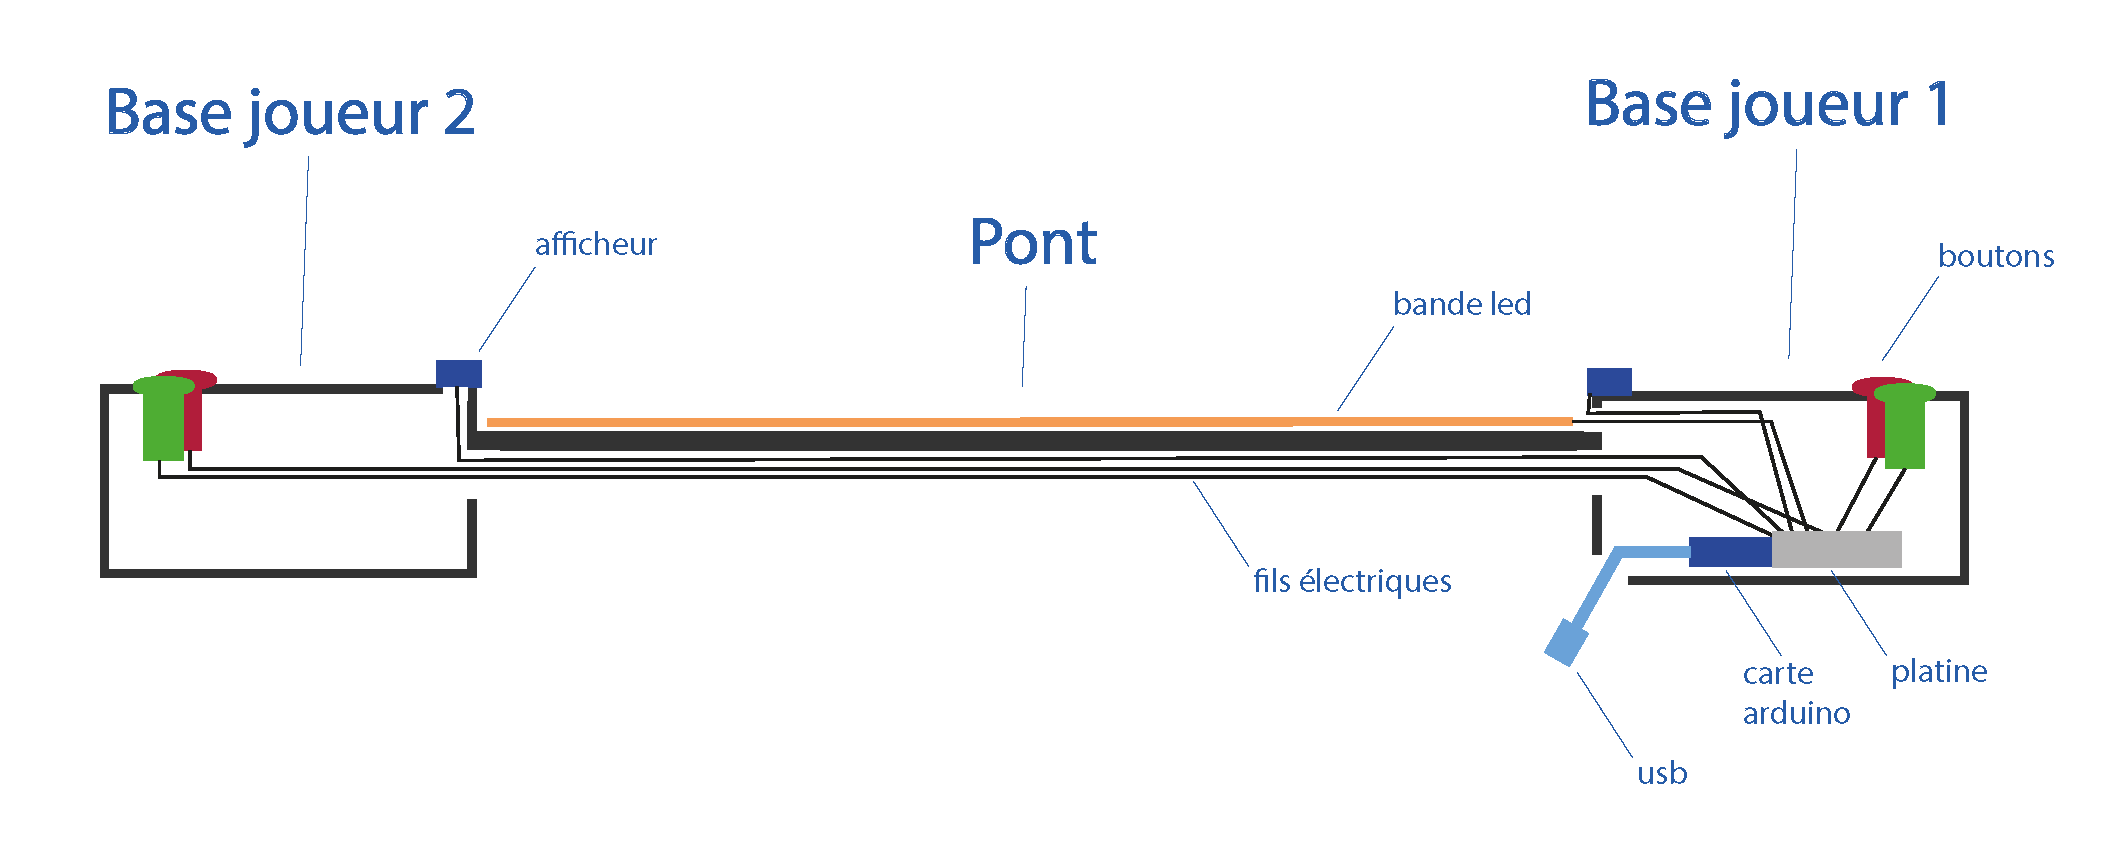 Base joueur 2
Base joueur 1
Pont
afficheur
boutons
bande led
fils électriques
carte
arduino
platine
usb